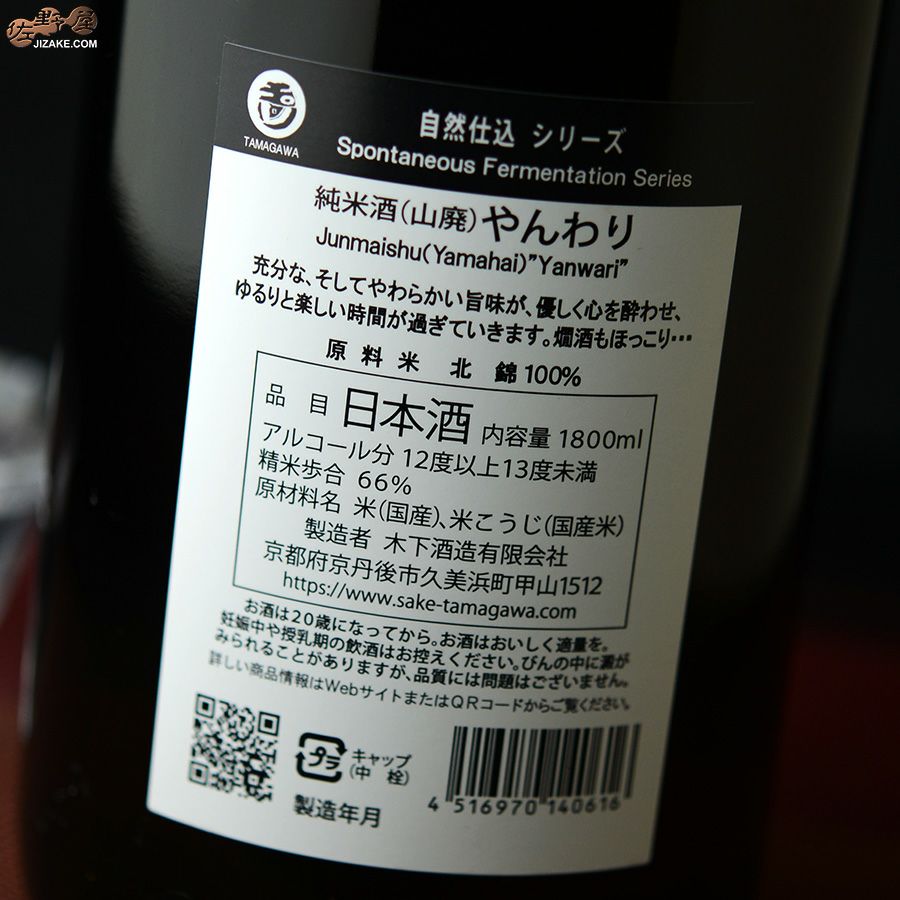 佐野屋
JIZAKE.COM
TAMAGAWA
自然仕込 シリーズ
Spontaneous Fermentation Series
純米酒(山廃)やんわり
Junmaishu(Yamahai)"Yanwari"
充分な、そしてやわらかい旨味が、優しく心を酔わせ、
ゆるりと楽しい時間が過ぎていきます。燗酒もほっこり…
原料米 北錦100%
品目 日本酒 内容量 1800ml
アルコール分 12度以上13度未満
精米歩合 66%
原材料名 米(国産)、米こうじ(国産米)
製造者 木下酒造有限会社
京都府京丹後市久美浜町甲山1512
https://www.sake-tamagawa.com
お酒は20歳になってから。お酒はおいしく適量を。
妊娠中や授乳期の飲酒はお控えください。びんの中に澱が
みられることがありますが、品質には問題はございません。
詳しい商品情報はWebサイトまたはQRコードからご覧ください。
プラ
キャップ
(中 栓)
製造年月
4 516970 140616